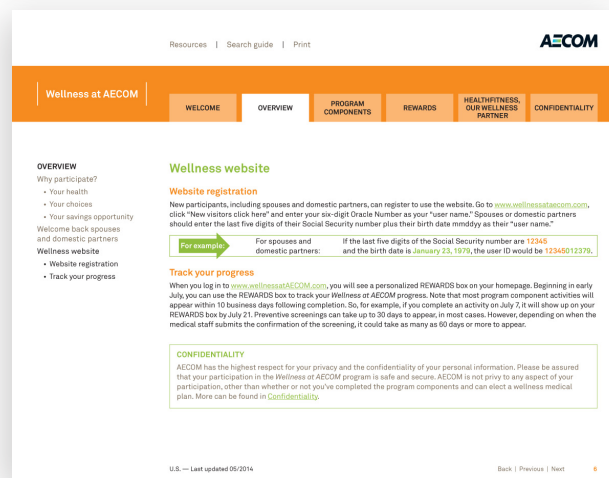 Resources | Search guide | Print
AECOM
Wellness at AECOM
WELCOME
OVERVIEW
PROGRAM
COMPONENTS
REWARDS
HEALTHFITNESS,
OUR WELLNESS
PARTNER
CONFIDENTIALITY
OVERVIEW
Why participate?
• Your health
• Your choices
• Your savings opportunity
Welcome back spouses
and domestic partners
Wellness website
• Website registration
• Track your progress
Wellness website
Website registration
New participants, including spouses and domestic partners, can register to use the website. Go to www.wellnessataecom.com,
click “New visitors click here” and enter your six-digit Oracle Number as your “user name.” Spouses or domestic partners
should enter the last five digits of their Social Security number plus their birth date mmddyy as their “user name.”
For example:
For spouses and
domestic partners:
If the last five digits of the Social Security number are 12345
and the birth date is January 23, 1979, the user ID would be 12345012379.
Track your progress
When you log in to www.wellnessatAECOM.com, you will see a personalized REWARDS box on your homepage. Beginning in early
July, you can use the REWARDS box to track your Wellness at AECOM progress. Note that most program component activities will
appear within 10 business days following completion. So, for example, if you complete an activity on July 7, it will show up on your
REWARDS box by July 21. Preventive screenings can take up to 30 days to appear, in most cases. However, depending on when the
medical staff submits the confirmation of the screening, it could take as many as 60 days or more to appear.
CONFIDENTIALITY
AECOM has the highest respect for your privacy and the confidentiality of your personal information. Please be assured
that your participation in the Wellness at AECOM program is safe and secure. AECOM is not privy to any aspect of your
participation, other than whether or not you’ve completed the program components and can elect a wellness medical
plan. More can be found in Confidentiality.
U.S. — Last updated 05/2014
Back | Previous | Next
6